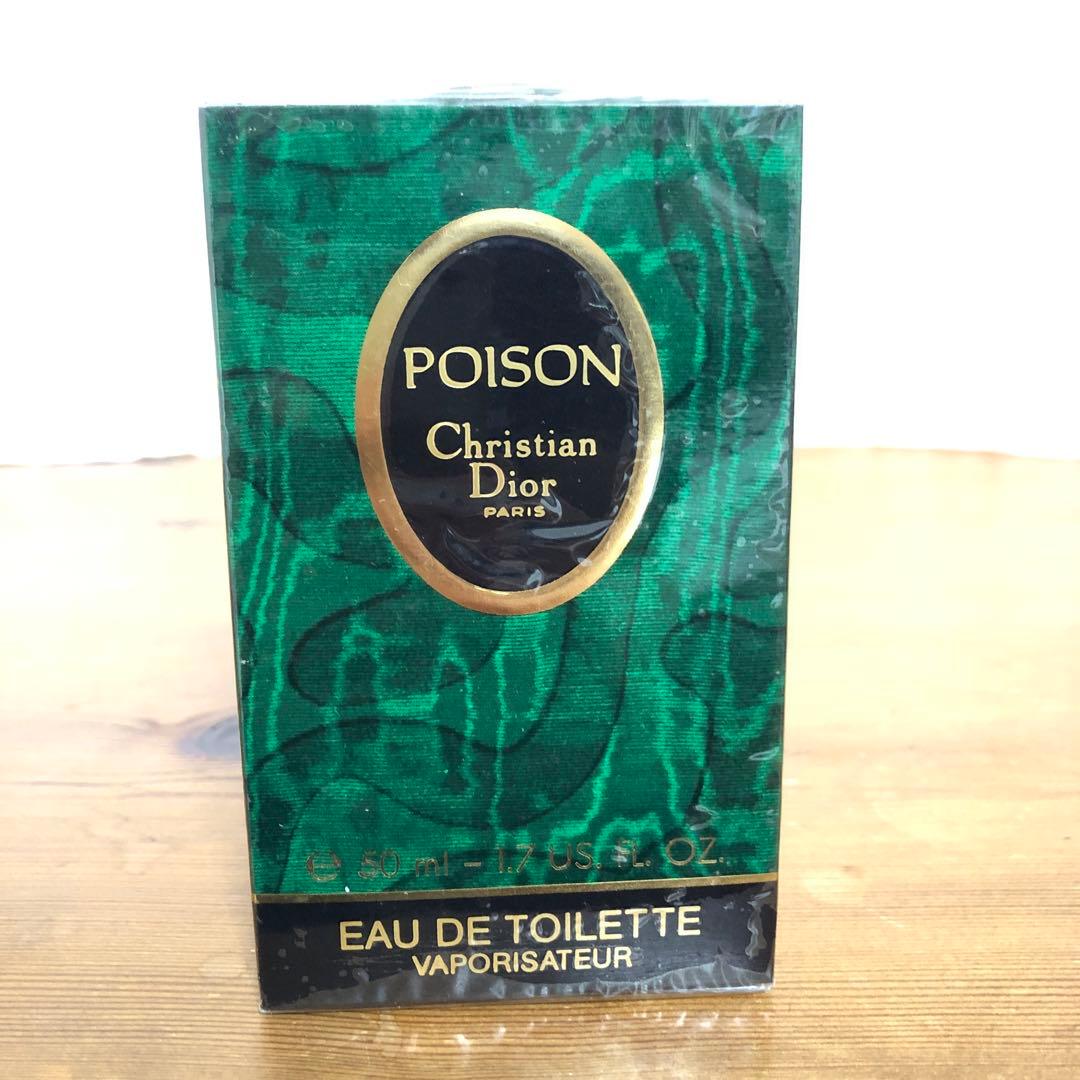 POISON
Christian
Dior
PARIS
℮ 50 ml – 1.7 US. FL. OZ.
EAU DE TOILETTE
VAPORISATEUR